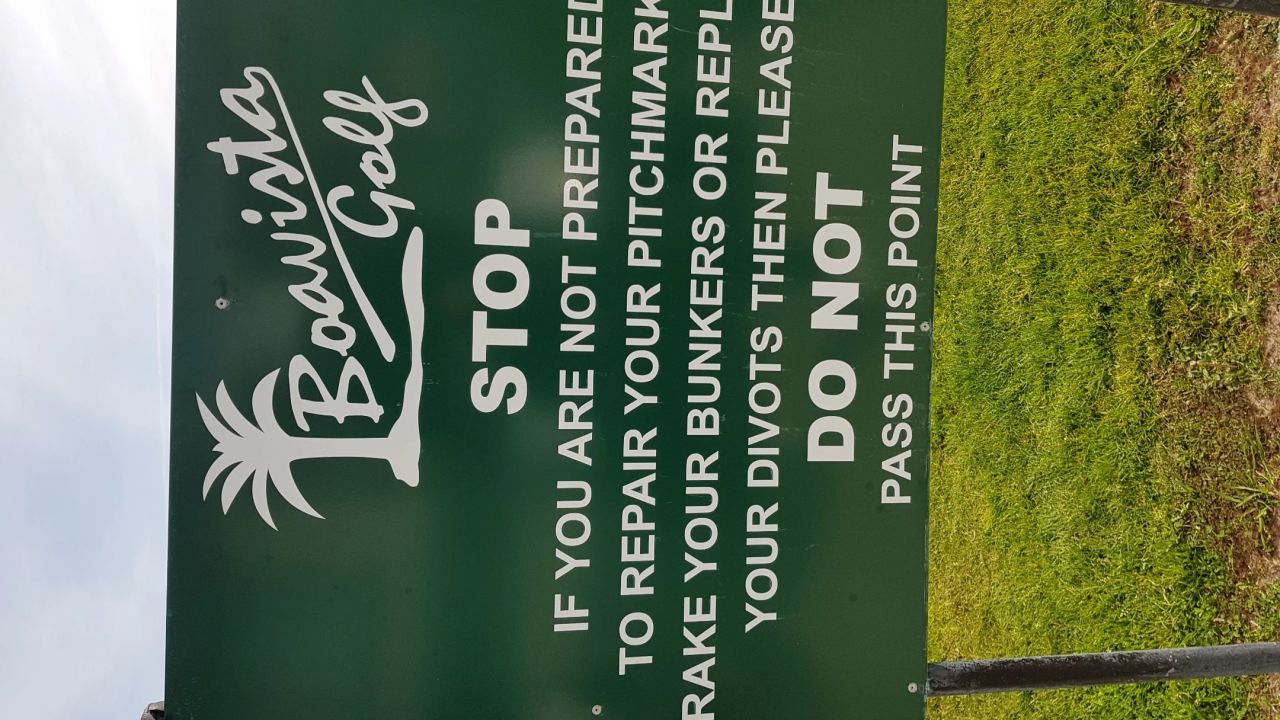 Boavista
Golf
STOP
IF YOU ARE NOT PREPARED
TO REPAIR YOUR PITCHMARK
RAKE YOUR BUNKERS OR REPL
YOUR DIVOTS THEN PLEASE
DO NOT
PASS THIS POINT